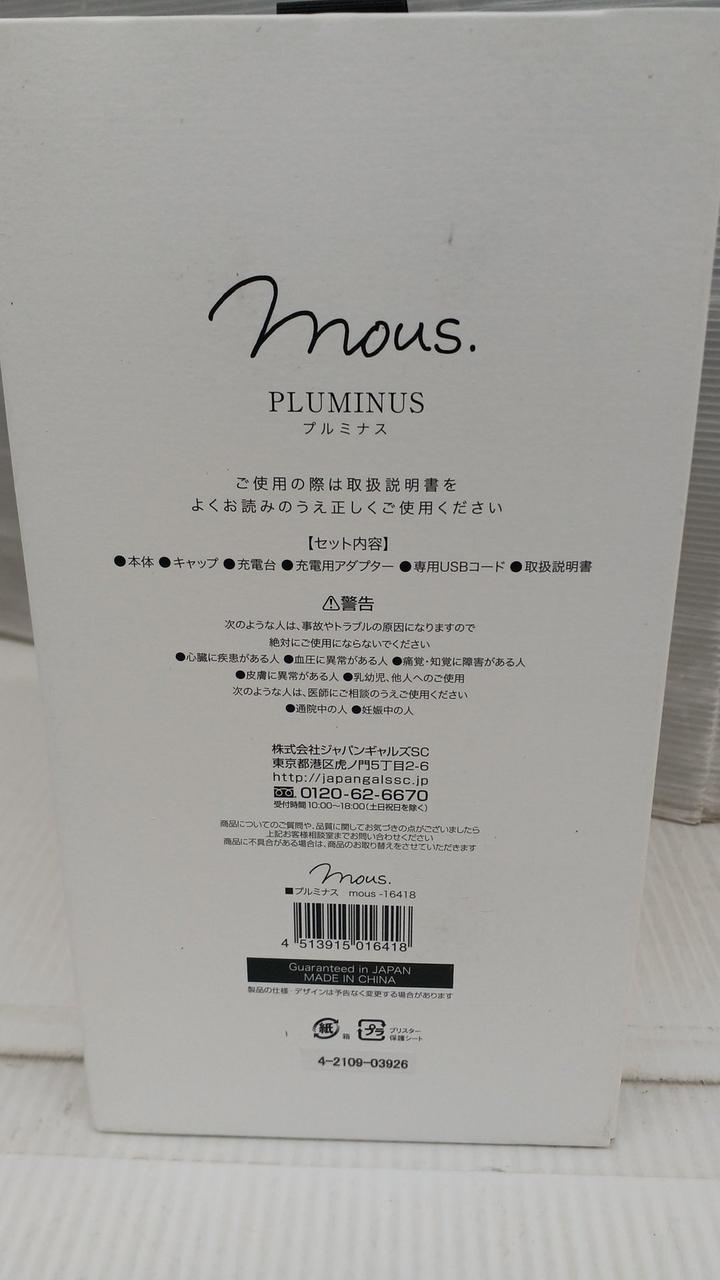 mous.
PLUMINUS
プルミナス
ご使用の際は取扱説明書を
よくお読みのうえ正しくご使用ください
【セット内容】
●本体 ●キャップ ●充電台 ●充電用アダプター ●専用USBコード ●取扱説明書
⚠警告
次のような人は、事故やトラブルの原因になりますので
絶対にご使用にならないでください
●心臓に疾患がある人 ●血圧に異常がある人 ●痛覚・知覚に障害がある人
●皮膚に異常がある人 ●乳幼児、他人へのご使用
次のような人は、医師にご相談のうえご使用ください
●通院中の人 ●妊娠中の人
株式会社ジャパンギャルズSC
東京都港区虎ノ門5丁目2-6
http://japangalssc.jp
0120-62-6670
受付時間10:00〜18:00(土日祝日を除く)
商品についてのご質問や、品質に関してお気づきの点がございましたら
上記お客様相談室までお問い合わせください
商品に不具合がある場合は、商品のお取り替えをさせていただきます
mous.
■プルミナス mous -16418
4 513915 016418
Guaranteed in JAPAN
MADE IN CHINA
製品の仕様・デザインは予告なく変更する場合があります
紙 箱 プラ ブリスター
保護シート
4-2109-03926